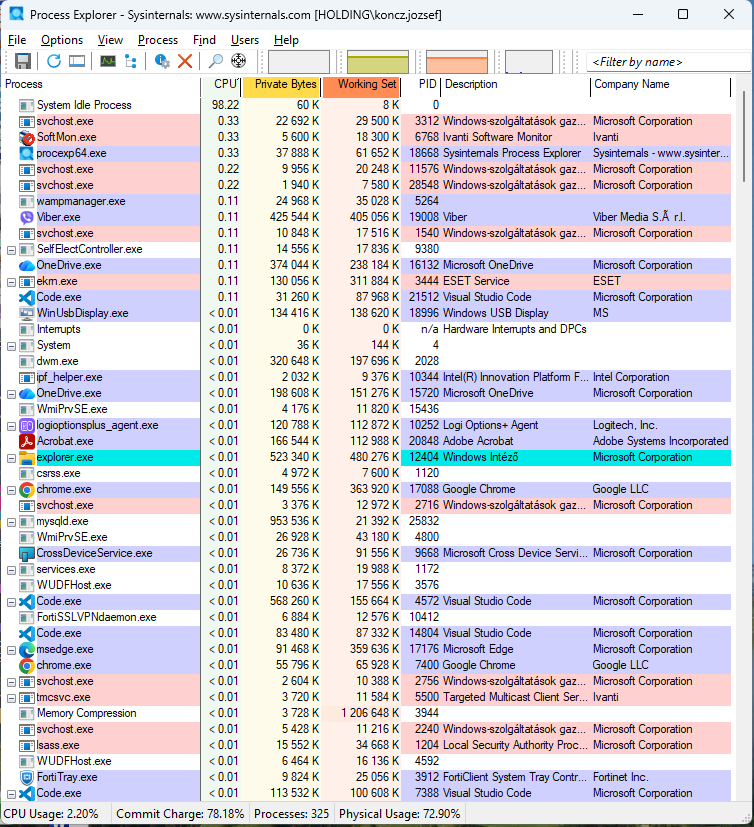 Process Explorer - Sysinternals: www.sysinternals.com [HOLDING\koncz.jozsef]
File Options View Process Find Users Help
<Filter by name>
Process CPU Private Bytes Working Set PID Description Company Name
System Idle Process 98.22 60 K 8 K 0
svchost.exe 0.33 22 692 K 29 500 K 3312 Windows-szolgáltatások gaz... Microsoft Corporation
SoftMon.exe 0.33 5 600 K 18 300 K 6768 Ivanti Software Monitor Ivanti
procexp64.exe 0.33 37 888 K 61 652 K 18668 Sysinternals Process Explorer Sysinternals - www.sysinter...
svchost.exe 0.22 9 956 K 20 248 K 11576 Windows-szolgáltatások gaz... Microsoft Corporation
svchost.exe 0.22 1 940 K 7 580 K 28548 Windows-szolgáltatások gaz... Microsoft Corporation
wampmanager.exe 0.11 24 968 K 35 028 K 5264
Viber.exe 0.11 425 544 K 405 056 K 19008 Viber Viber Media S.Ã r.l.
svchost.exe 0.11 10 848 K 17 516 K 1540 Windows-szolgáltatások gaz... Microsoft Corporation
SelfElectController.exe 0.11 14 556 K 17 836 K 9380
OneDrive.exe 0.11 374 044 K 238 184 K 16132 Microsoft OneDrive Microsoft Corporation
ekrn.exe 0.11 130 056 K 311 884 K 3444 ESET Service ESET
Code.exe 0.11 31 260 K 87 968 K 21512 Visual Studio Code Microsoft Corporation
WinUsbDisplay.exe < 0.01 134 416 K 138 620 K 18996 Windows USB Display MS
Interrupts < 0.01 0 K 0 K n/a Hardware Interrupts and DPCs
System < 0.01 36 K 144 K 4
dwm.exe < 0.01 320 648 K 197 696 K 2028
ipf_helper.exe < 0.01 2 032 K 9 376 K 10344 Intel(R) Innovation Platform F... Intel Corporation
OneDrive.exe < 0.01 198 608 K 151 276 K 15720 Microsoft OneDrive Microsoft Corporation
WmiPrvSE.exe < 0.01 4 176 K 11 820 K 15436
logioptionsplus_agent.exe < 0.01 120 788 K 112 872 K 10252 Logi Options+ Agent Logitech, Inc.
Acrobat.exe < 0.01 166 544 K 112 988 K 20848 Adobe Acrobat Adobe Systems Incorporated
explorer.exe < 0.01 523 340 K 480 276 K 12404 Windows Intéző Microsoft Corporation
csrss.exe < 0.01 4 972 K 7 600 K 1120
chrome.exe < 0.01 149 556 K 363 920 K 17088 Google Chrome Google LLC
svchost.exe < 0.01 3 376 K 12 972 K 2716 Windows-szolgáltatások gaz... Microsoft Corporation
mysqld.exe < 0.01 953 536 K 21 392 K 25832
WmiPrvSE.exe < 0.01 26 928 K 43 180 K 4800
CrossDeviceService.exe < 0.01 26 736 K 91 556 K 9668 Microsoft Cross Device Servi... Microsoft Corporation
services.exe < 0.01 8 372 K 19 988 K 1172
WUDFHost.exe < 0.01 10 636 K 17 556 K 3576
Code.exe < 0.01 568 260 K 155 664 K 4572 Visual Studio Code Microsoft Corporation
FortiSSLVPNdaemon.exe < 0.01 6 884 K 12 576 K 10412
Code.exe < 0.01 83 480 K 87 332 K 14804 Visual Studio Code Microsoft Corporation
msedge.exe < 0.01 91 468 K 359 636 K 17176 Microsoft Edge Microsoft Corporation
chrome.exe < 0.01 55 796 K 65 928 K 7400 Google Chrome Google LLC
svchost.exe < 0.01 2 604 K 10 388 K 2756 Windows-szolgáltatások gaz... Microsoft Corporation
tmcsvc.exe < 0.01 3 720 K 11 584 K 5500 Targeted Multicast Client Ser... Ivanti
Memory Compression < 0.01 3 728 K 1 206 648 K 3944
svchost.exe < 0.01 5 428 K 11 216 K 2240 Windows-szolgáltatások gaz... Microsoft Corporation
lsass.exe < 0.01 15 552 K 34 668 K 1204 Local Security Authority Proc... Microsoft Corporation
WUDFHost.exe < 0.01 6 464 K 16 136 K 4592
FortiTray.exe < 0.01 9 824 K 25 056 K 3912 FortiClient System Tray Contr... Fortinet Inc.
Code.exe < 0.01 113 532 K 100 608 K 7388 Visual Studio Code Microsoft Corporation
CPU Usage: 2.20% Commit Charge: 78.18% Processes: 325 Physical Usage: 72.90%